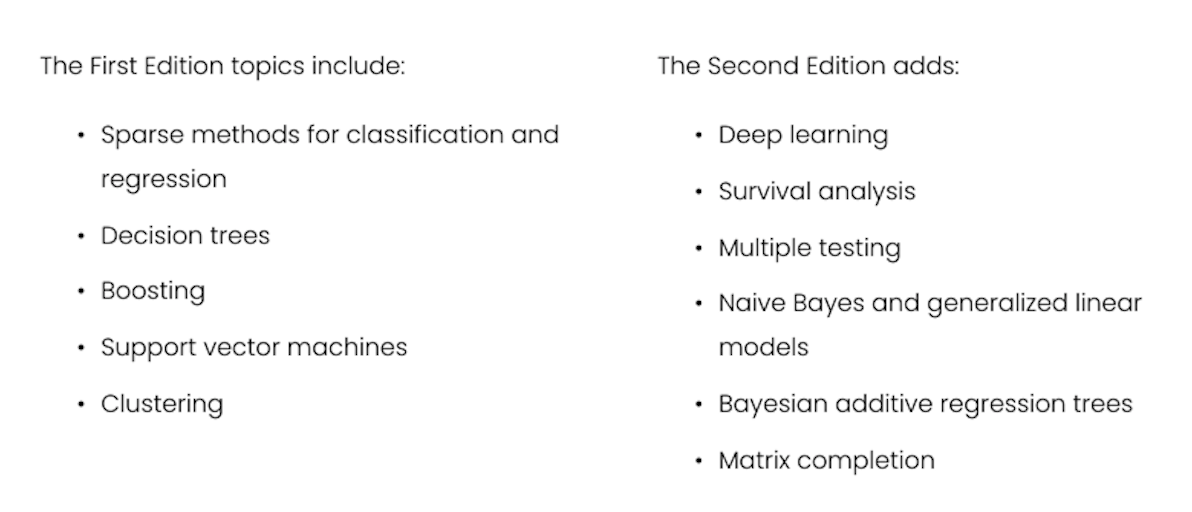 The First Edition topics include:
• Sparse methods for classification and
regression
• Decision trees
• Boosting
• Support vector machines
• Clustering
The Second Edition adds:
• Deep learning
• Survival analysis
• Multiple testing
• Naive Bayes and generalized linear
models
• Bayesian additive regression trees
• Matrix completion